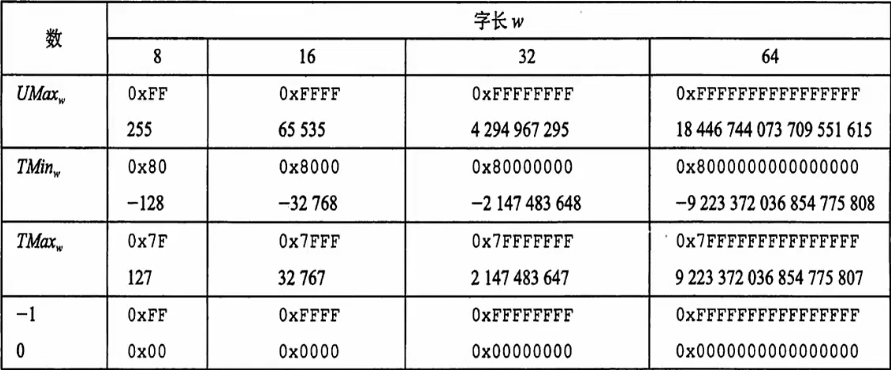 数 字长 w
8 16 32 64
UMax_w 0xFF 0xFFFF 0xFFFFFFFF 0xFFFFFFFFFFFFFFFF
255 65 535 4 294 967 295 18 446 744 073 709 551 615
TMin_w 0x80 0x8000 0x80000000 0x8000000000000000
−128 −32 768 −2 147 483 648 −9 223 372 036 854 775 808
TMax_w 0x7F 0x7FFF 0x7FFFFFFF 0x7FFFFFFFFFFFFFFF
127 32 767 2 147 483 647 9 223 372 036 854 775 807
−1 0xFF 0xFFFF 0xFFFFFFFF 0xFFFFFFFFFFFFFFFF
0 0x00 0x0000 0x00000000 0x0000000000000000